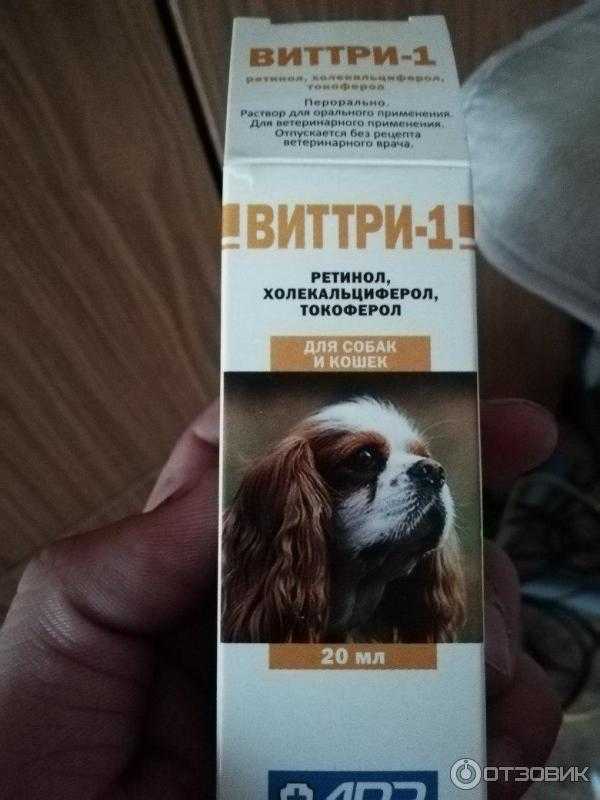 ВИТТРИ-1
ретинол, холекальциферол,
токоферол
Перорально.
Раствор для орального применения.
Для ветеринарного применения.
Отпускается без рецепта
ветеринарного врача.
ВИТТРИ-1
РЕТИНОЛ,
ХОЛЕКАЛЬЦИФЕРОЛ,
ТОКОФЕРОЛ
ДЛЯ СОБАК
И КОШЕК
20 мл
ОТЗОВИК